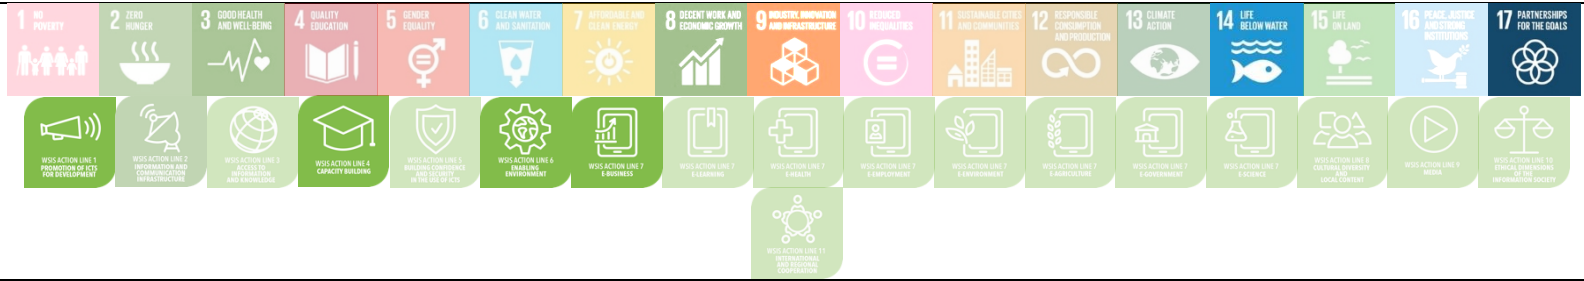 1 NO
POVERTY
2 ZERO
HUNGER
3 GOOD HEALTH
AND WELL-BEING
4 QUALITY
EDUCATION
5 GENDER
EQUALITY
6 CLEAN WATER
AND SANITATION
7 AFFORDABLE AND
CLEAN ENERGY
8 DECENT WORK AND
ECONOMIC GROWTH
9 INDUSTRY, INNOVATION
AND INFRASTRUCTURE
10 REDUCED
INEQUALITIES
11 SUSTAINABLE CITIES
AND COMMUNITIES
12 RESPONSIBLE
CONSUMPTION
AND PRODUCTION
13 CLIMATE
ACTION
14 LIFE
BELOW WATER
15 LIFE
ON LAND
16 PEACE, JUSTICE
AND STRONG
INSTITUTIONS
17 PARTNERSHIPS
FOR THE GOALS
WSIS ACTION LINE 1
PROMOTION OF ICTS
FOR DEVELOPMENT
WSIS ACTION LINE 2
INFORMATION AND
COMMUNICATION
INFRASTRUCTURE
WSIS ACTION LINE 3
ACCESS TO
INFORMATION
AND KNOWLEDGE
WSIS ACTION LINE 4
CAPACITY BUILDING
WSIS ACTION LINE 5
BUILDING CONFIDENCE
AND SECURITY
IN THE USE OF ICTS
WSIS ACTION LINE 6
ENABLING
ENVIRONMENT
WSIS ACTION LINE 7
E-BUSINESS
WSIS ACTION LINE 7
E-LEARNING
WSIS ACTION LINE 7
E-HEALTH
WSIS ACTION LINE 7
E-EMPLOYMENT
WSIS ACTION LINE 7
E-ENVIRONMENT
WSIS ACTION LINE 7
E-AGRICULTURE
WSIS ACTION LINE 7
E-GOVERNMENT
WSIS ACTION LINE 7
E-SCIENCE
WSIS ACTION LINE 8
CULTURAL DIVERSITY
AND
LOCAL CONTENT
WSIS ACTION LINE 9
MEDIA
WSIS ACTION LINE 10
ETHICAL DIMENSIONS
OF THE
INFORMATION SOCIETY
WSIS ACTION LINE 11
INTERNATIONAL
AND REGIONAL
COOPERATION